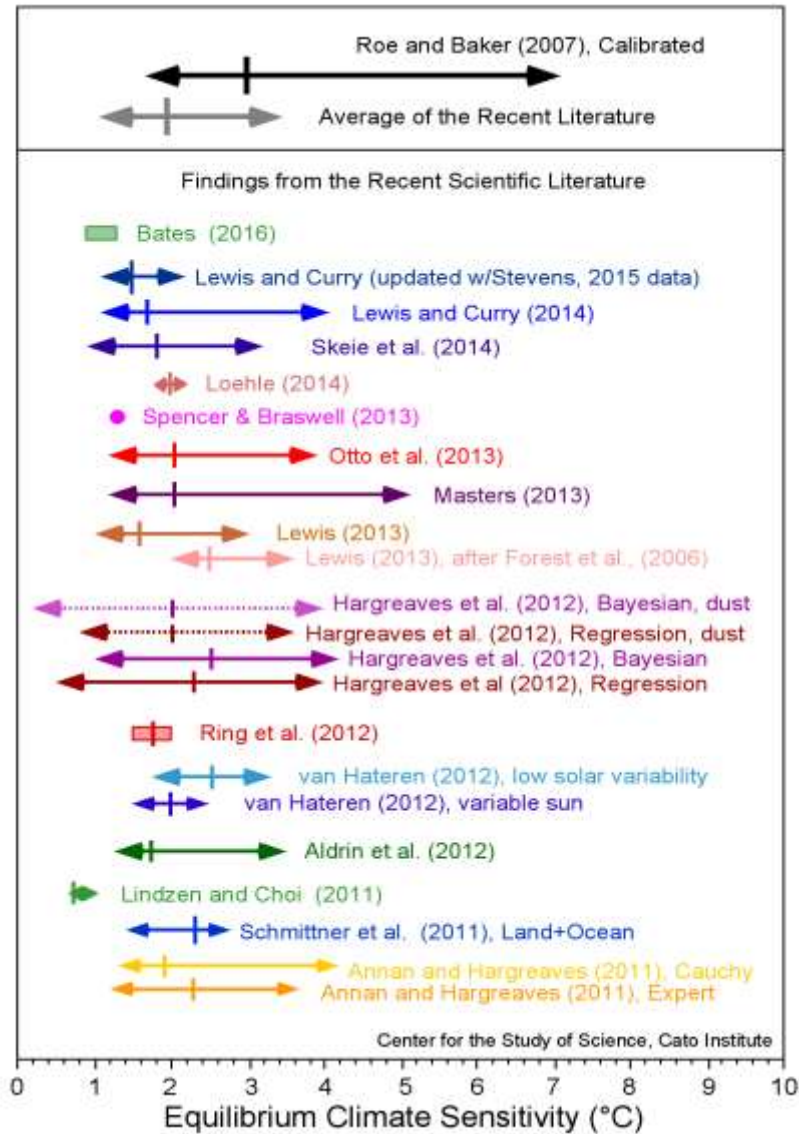 Roe and Baker (2007), Calibrated
Average of the Recent Literature
Findings from the Recent Scientific Literature
Bates (2016)
Lewis and Curry (updated w/Stevens, 2015 data)
Lewis and Curry (2014)
Skeie et al. (2014)
Loehle (2014)
Spencer & Braswell (2013)
Otto et al. (2013)
Masters (2013)
Lewis (2013)
Lewis (2013), after Forest et al., (2006)
Hargreaves et al. (2012), Bayesian, dust
Hargreaves et al. (2012), Regression, dust
Hargreaves et al. (2012), Bayesian
Hargreaves et al (2012), Regression
Ring et al. (2012)
van Hateren (2012), low solar variability
van Hateren (2012), variable sun
Aldrin et al. (2012)
Lindzen and Choi (2011)
Schmittner et al. (2011), Land+Ocean
Annan and Hargreaves (2011), Cauchy
Annan and Hargreaves (2011), Expert
Center for the Study of Science, Cato Institute
0 1 2 3 4 5 6 7 8 9 10
Equilibrium Climate Sensitivity (°C)